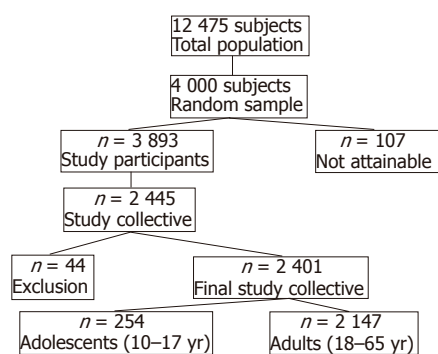 12 475 subjects
Total population
4 000 subjects
Random sample
n = 3 893
Study participants
n = 107
Not attainable
n = 2 445
Study collective
n = 44
Exclusion
n = 2 401
Final study collective
n = 254
Adolescents (10–17 yr)
n = 2 147
Adults (18–65 yr)